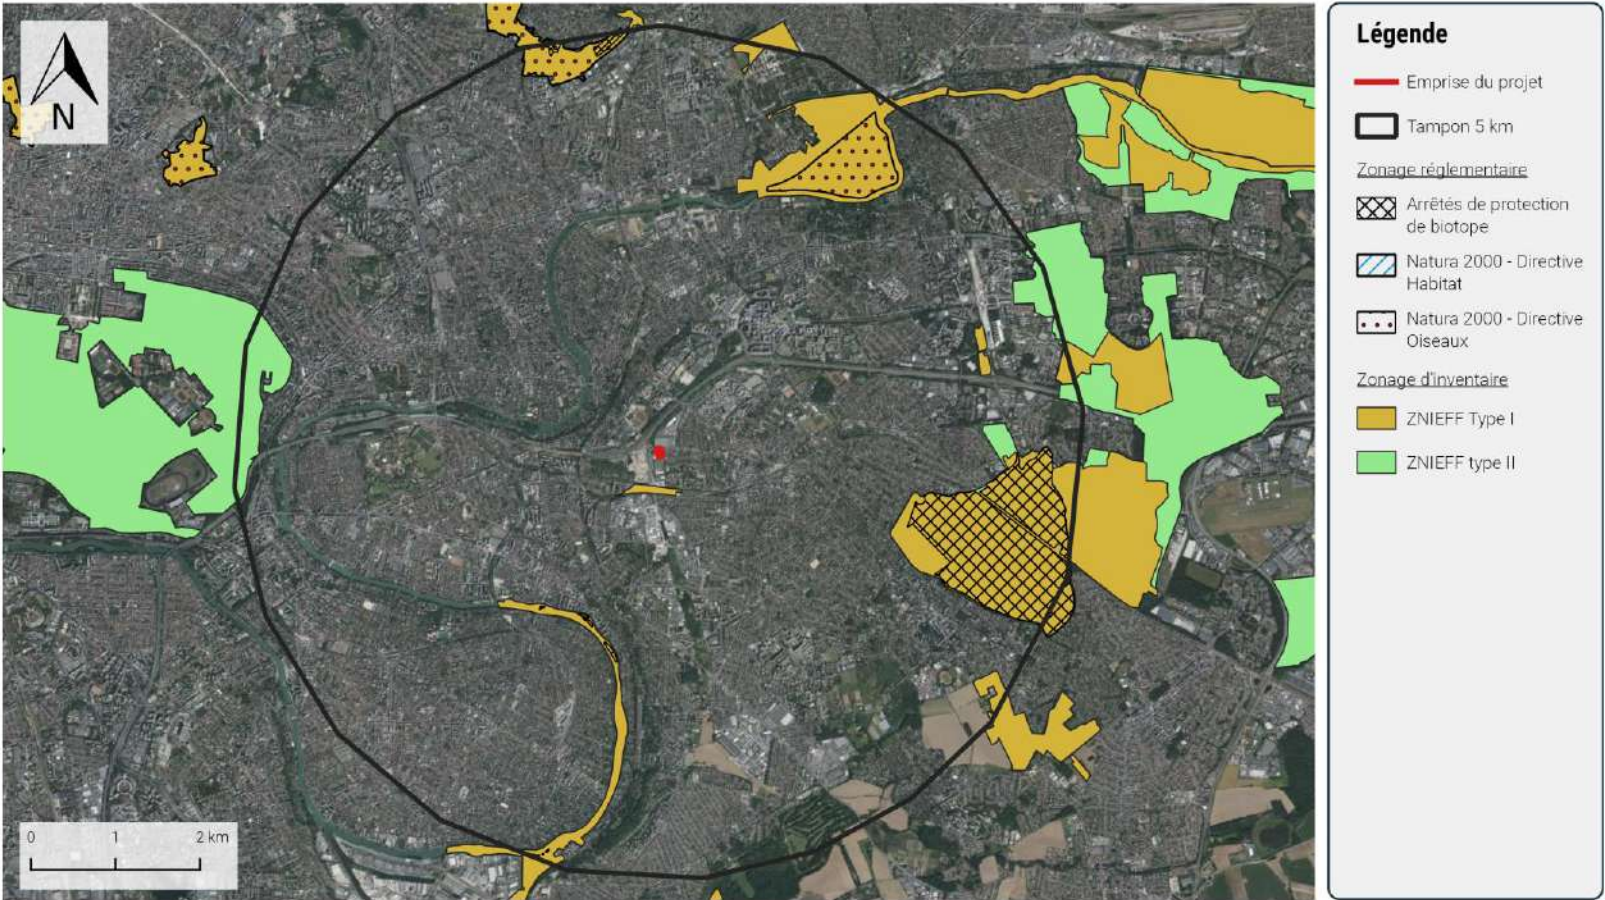 N
0 1 2 km
Légende
Emprise du projet
Tampon 5 km
Zonage réglementaire
Arrêtés de protection
de biotope
Natura 2000 - Directive
Habitat
Natura 2000 - Directive
Oiseaux
Zonage d'inventaire
ZNIEFF Type I
ZNIEFF type II